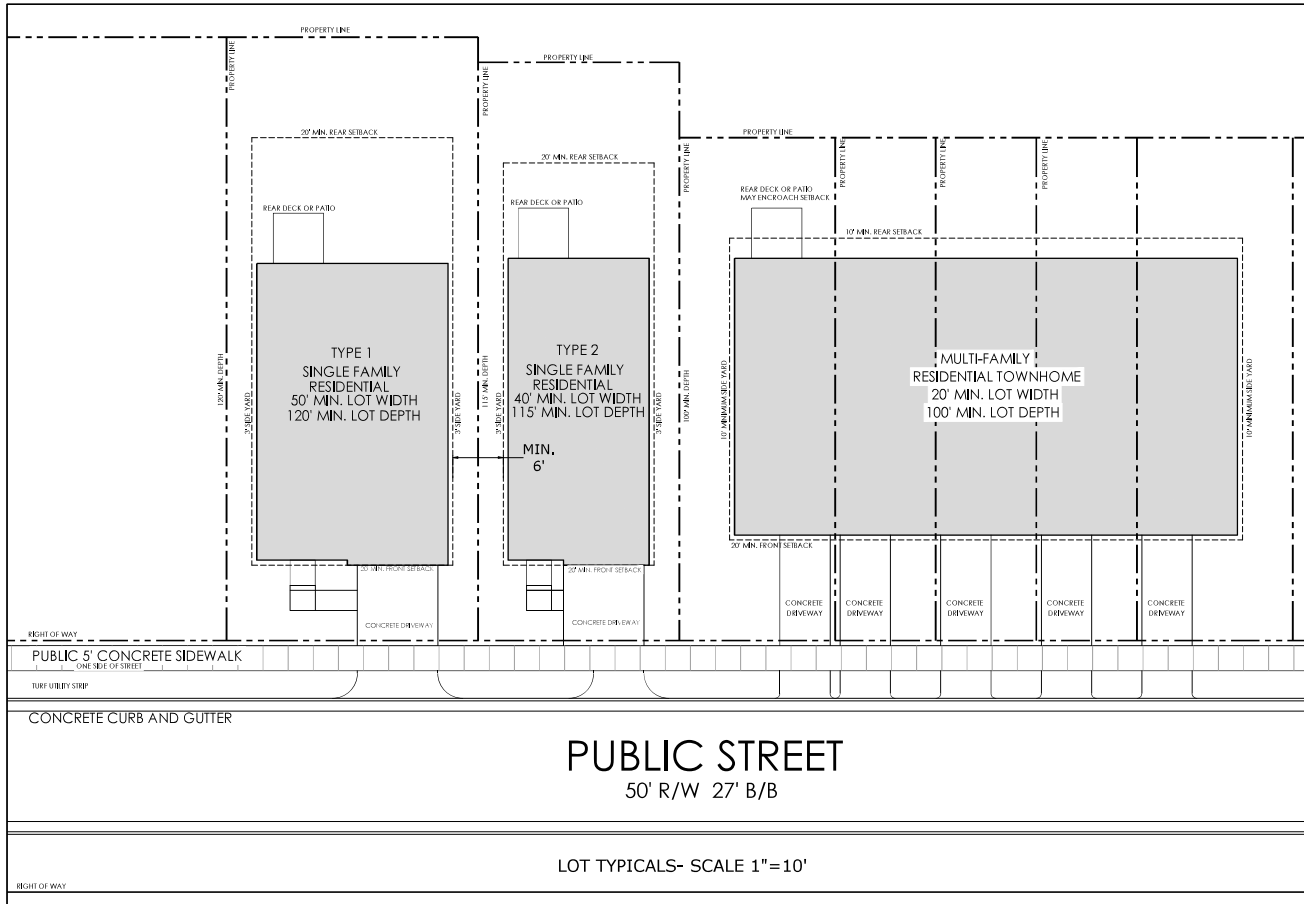 PROPERTY LINE
PROPERTY LINE
PROPERTY LINE
PROPERTY LINE
20' MIN. REAR SETBACK
PROPERTY LINE
20' MIN. REAR SETBACK
PROPERTY LINE
PROPERTY LINE
PROPERTY LINE
PROPERTY LINE
PROPERTY LINE
REAR DECK OR PATIO
REAR DECK OR PATIO
REAR DECK OR PATIO
MAY ENCROACH SETBACK
10' MIN. REAR SETBACK
120' MIN. DEPTH
3' SIDE YARD
TYPE 1
SINGLE FAMILY
RESIDENTIAL
50' MIN. LOT WIDTH
120' MIN. LOT DEPTH
3' SIDE YARD
115' MIN. DEPTH
3' SIDE YARD
TYPE 2
SINGLE FAMILY
RESIDENTIAL
40' MIN. LOT WIDTH
115' MIN. LOT DEPTH
3' SIDE YARD
100' MIN. DEPTH
10' MINIMUM SIDE YARD
MULTI-FAMILY
RESIDENTIAL TOWNHOME
20' MIN. LOT WIDTH
100' MIN. LOT DEPTH
10' MINIMUM SIDE YARD
MIN.
6'
20' MIN. FRONT SETBACK
20' MIN. FRONT SETBACK
20' MIN. FRONT SETBACK
CONCRETE DRIVEWAY
CONCRETE DRIVEWAY
CONCRETE
DRIVEWAY
CONCRETE
DRIVEWAY
CONCRETE
DRIVEWAY
CONCRETE
DRIVEWAY
CONCRETE
DRIVEWAY
RIGHT OF WAY
PUBLIC 5' CONCRETE SIDEWALK
ONE SIDE OF STREET
TURF UTILITY STRIP
CONCRETE CURB AND GUTTER
PUBLIC STREET
50' R/W 27' B/B
LOT TYPICALS- SCALE 1"=10'
RIGHT OF WAY